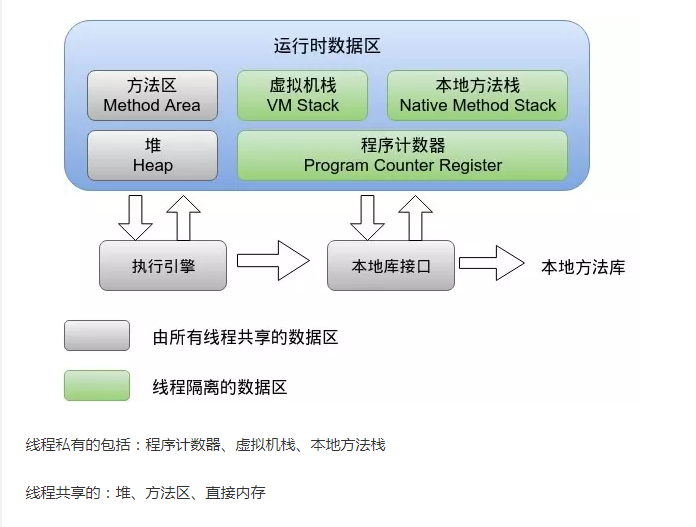 运行时数据区
方法区
Method Area
虚拟机栈
VM Stack
本地方法栈
Native Method Stack
堆
Heap
程序计数器
Program Counter Register
执行引擎
本地库接口
本地方法库
由所有线程共享的数据区
线程隔离的数据区
线程私有的包括：程序计数器、虚拟机栈、本地方法栈
线程共享的：堆、方法区、直接内存